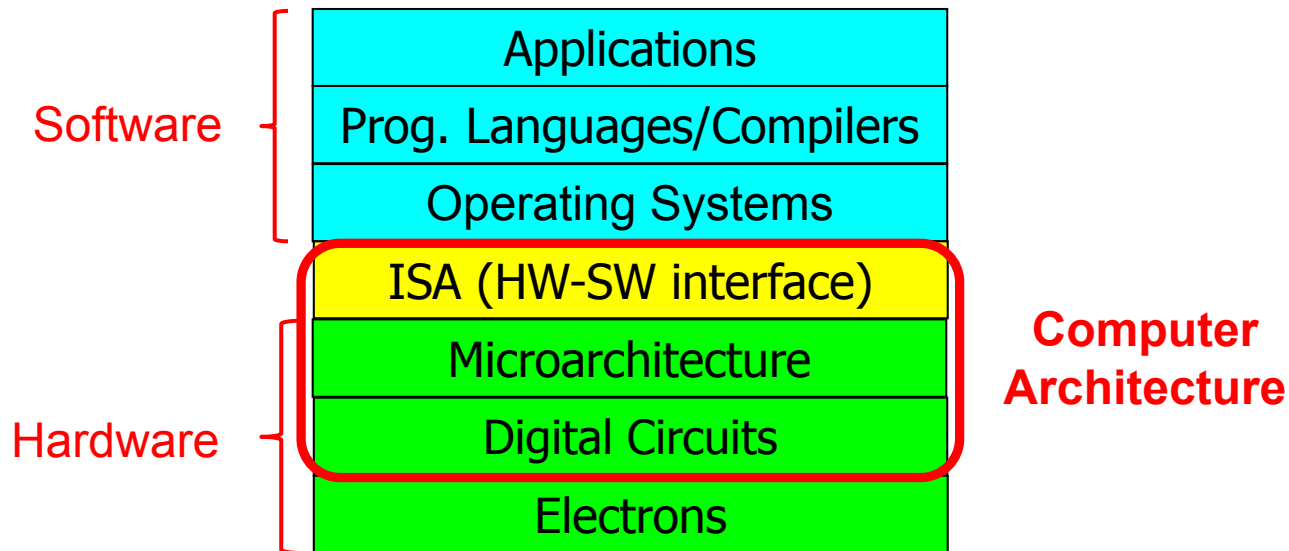 Applications
Software
Prog. Languages/Compilers
Operating Systems
ISA (HW-SW interface)
Computer
Architecture
Microarchitecture
Hardware
Digital Circuits
Electrons